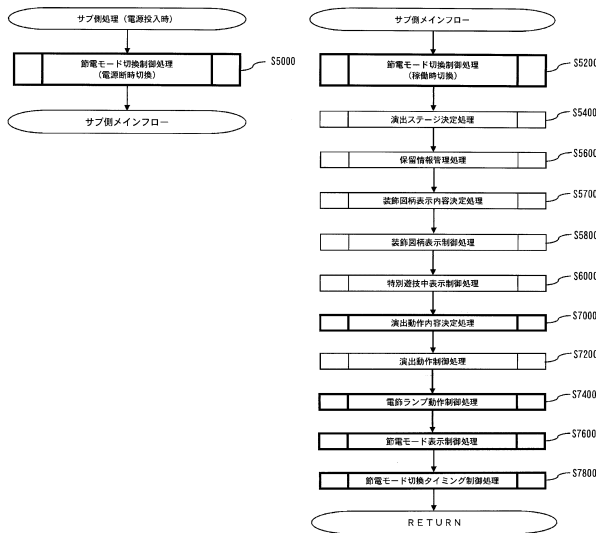 サブ側処理（電源投入時）
節電モード切換制御処理
（電源断時切換）
S5000
サブ側メインフロー
サブ側メインフロー
節電モード切換制御処理
（稼働時切換）
S5200
演出ステージ決定処理
S5400
保留情報管理処理
S5600
装飾図柄表示内容決定処理
S5700
装飾図柄表示制御処理
S5800
特別遊技中表示制御処理
S6000
演出動作内容決定処理
S7000
演出動作制御処理
S7200
電飾ランプ動作制御処理
S7400
節電モード表示制御処理
S7600
節電モード切換タイミング制御処理
S7800
RETURN